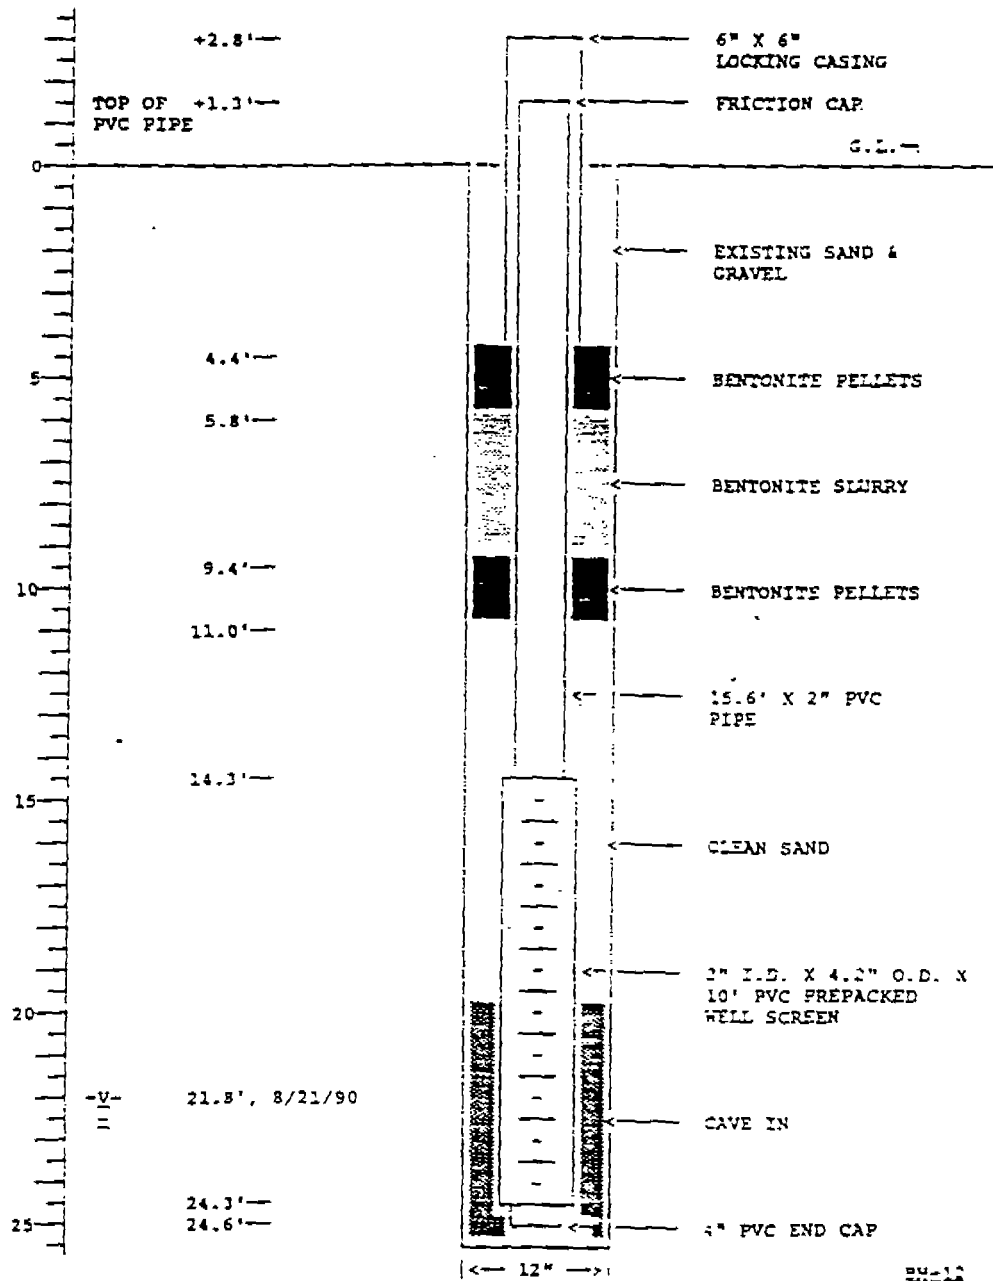 +2.8'
6" X 6"
LOCKING CASING
TOP OF +1.3'
PVC PIPE
FRICTION CAP
G.L.
0
EXISTING SAND &
GRAVEL
4.4'
5
BENTONITE PELLETS
5.8'
BENTONITE SLURRY
9.4'
10
BENTONITE PELLETS
11.0'
15.6' X 2" PVC
PIPE
14.3'
15
CLEAN SAND
2" I.D. X 4.2" O.D. X
10' PVC PREPACKED
WELL SCREEN
20
-V-
21.8', 8/21/90
CAVE IN
24.3'
24.6'
25
4" PVC END CAP
12"